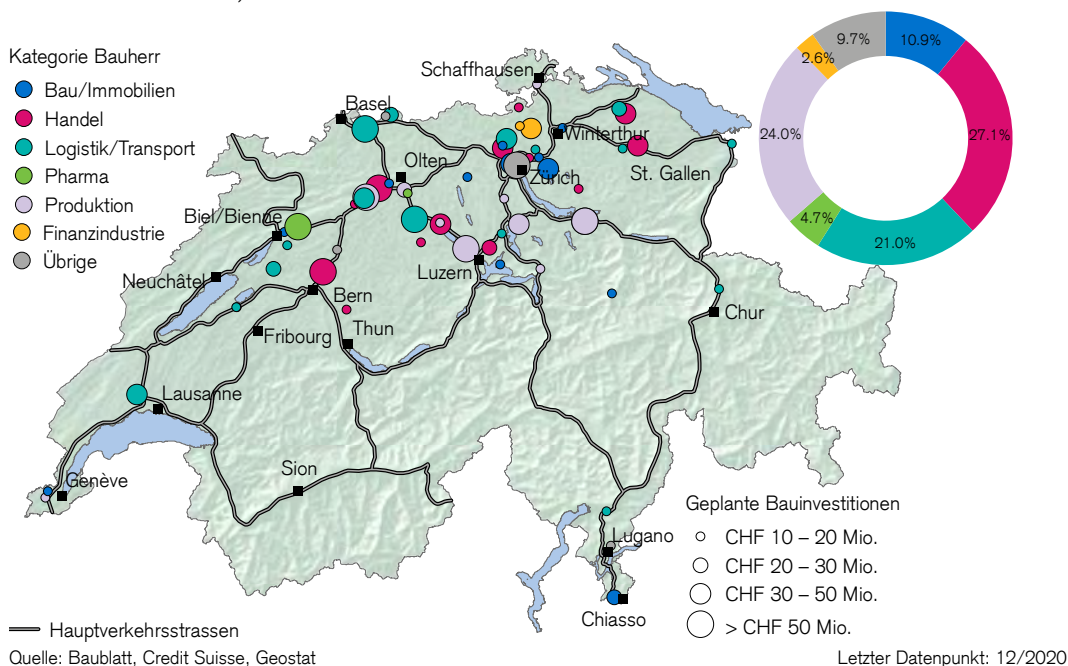 Kategorie Bauherr
Bau/Immobilien
Handel
Logistik/Transport
Pharma
Produktion
Finanzindustrie
Übrige
Schaffhausen
Basel
Winterthur
Olten
Zürich
St. Gallen
Biel/Bienne
Luzern
Neuchâtel
Bern
Chur
Fribourg
Thun
Lausanne
Sion
Genève
Lugano
Chiasso
9.7%
10.9%
2.6%
24.0%
27.1%
4.7%
21.0%
Geplante Bauinvestitionen
CHF 10 – 20 Mio.
CHF 20 – 30 Mio.
CHF 30 – 50 Mio.
> CHF 50 Mio.
Hauptverkehrsstrassen
Quelle: Baublatt, Credit Suisse, Geostat
Letzter Datenpunkt: 12/2020